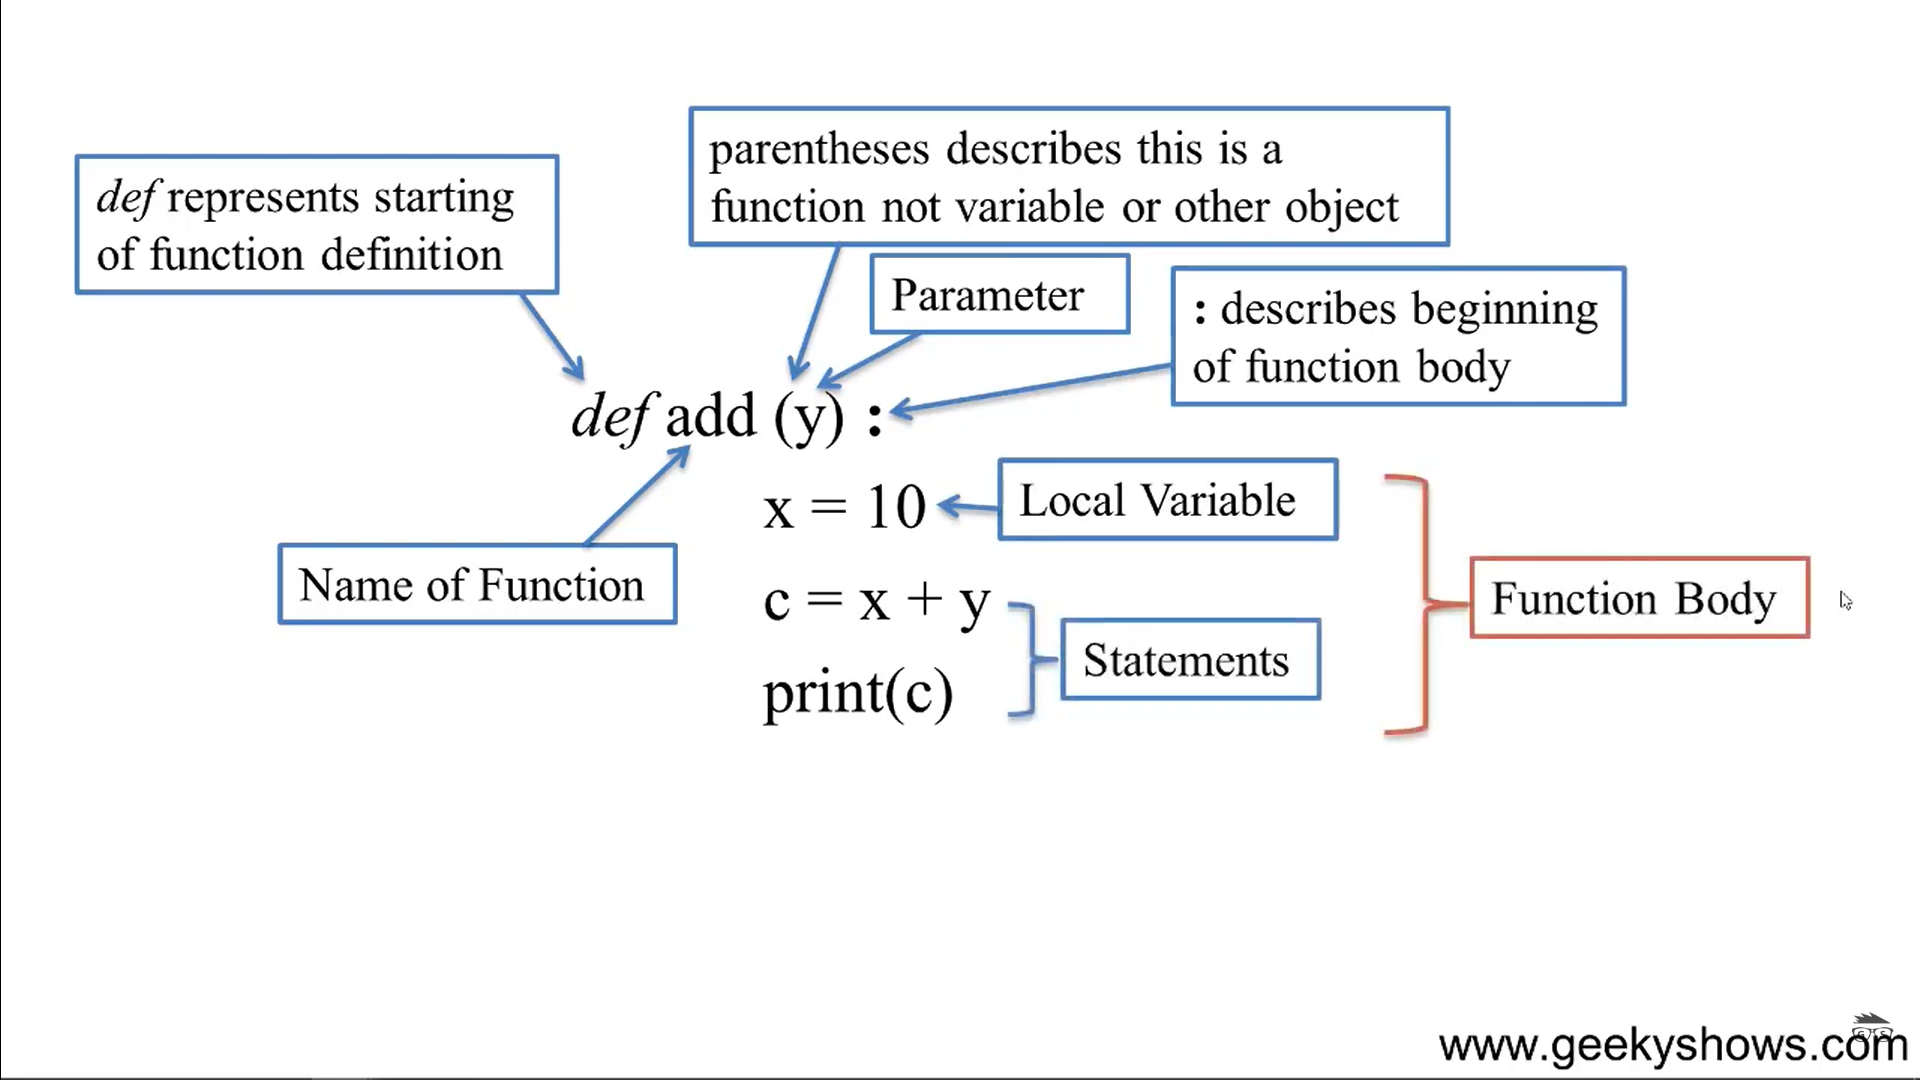 parentheses describes this is a
function not variable or other object
def represents starting
of function definition
Parameter
: describes beginning
of function body
def add (y) :
x = 10
Local Variable
Name of Function
c = x + y
Function Body
Statements
print(c)
www.geekyshows.com